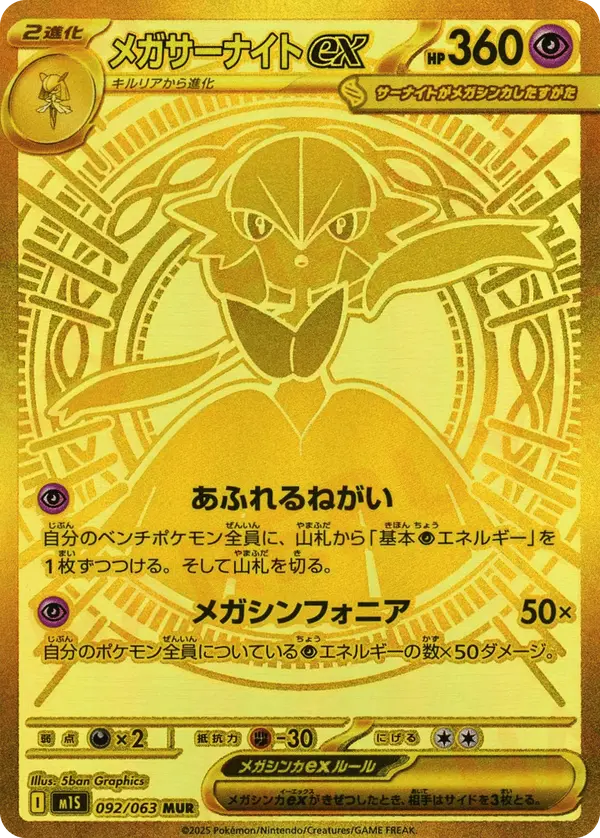 2進化
メガサーナイトex
HP360
キルリアから進化
サーナイトがメガシンカしたすがた
あふれるねがい
自分のベンチポケモン全員に、山札から「基本エネルギー」を
1枚ずつつける。そして山札を切る。
メガシンフォニア 50×
自分のポケモン全員についているエネルギーの数×50ダメージ。
弱点 ×2 抵抗力 -30 にげる
Illus. 5ban Graphics
メガシンカexルール
I m1S 092/063 MUR
メガシンカexがきぜつしたとき、相手はサイドを3枚とる。
©2025 Pokémon/Nintendo/Creatures/GAME FREAK.